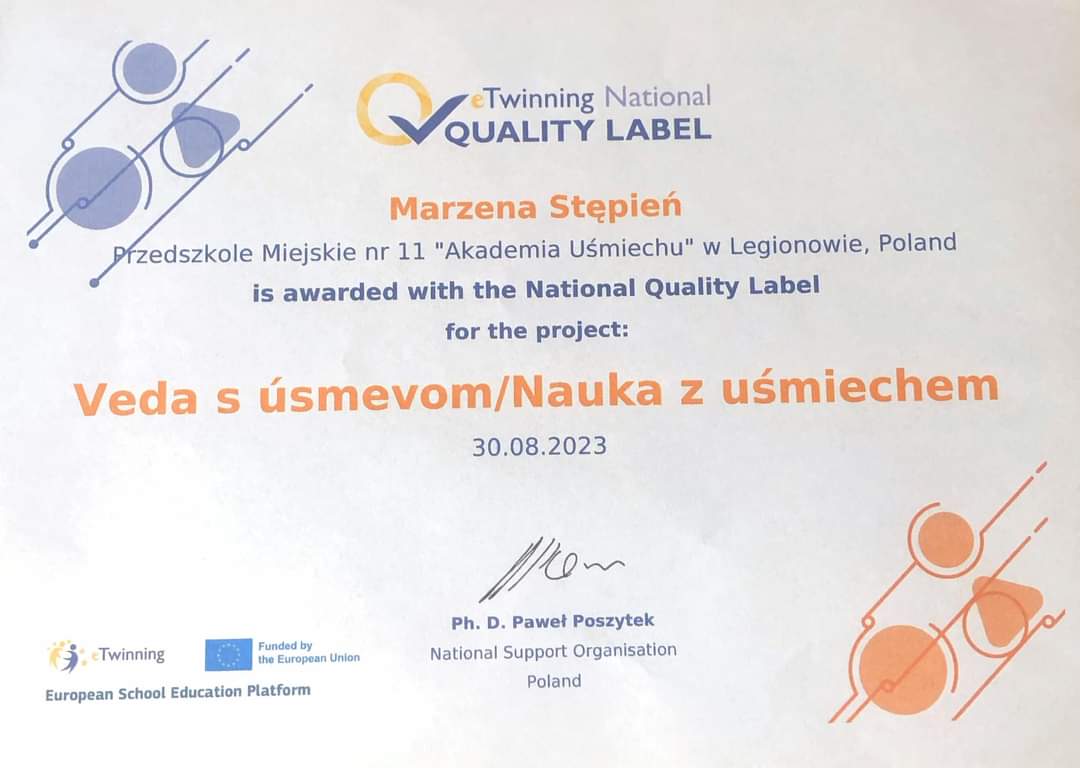 eTwinning National
QUALITY LABEL
Marzena Stępień
Przedszkole Miejskie nr 11 "Akademia Uśmiechu" w Legionowie, Poland
is awarded with the National Quality Label
for the project:
Veda s úsmevom/Nauka z uśmiechem
30.08.2023
Ph. D. Paweł Poszytek
National Support Organisation
Poland
eTwinning
Funded by
the European Union
European School Education Platform